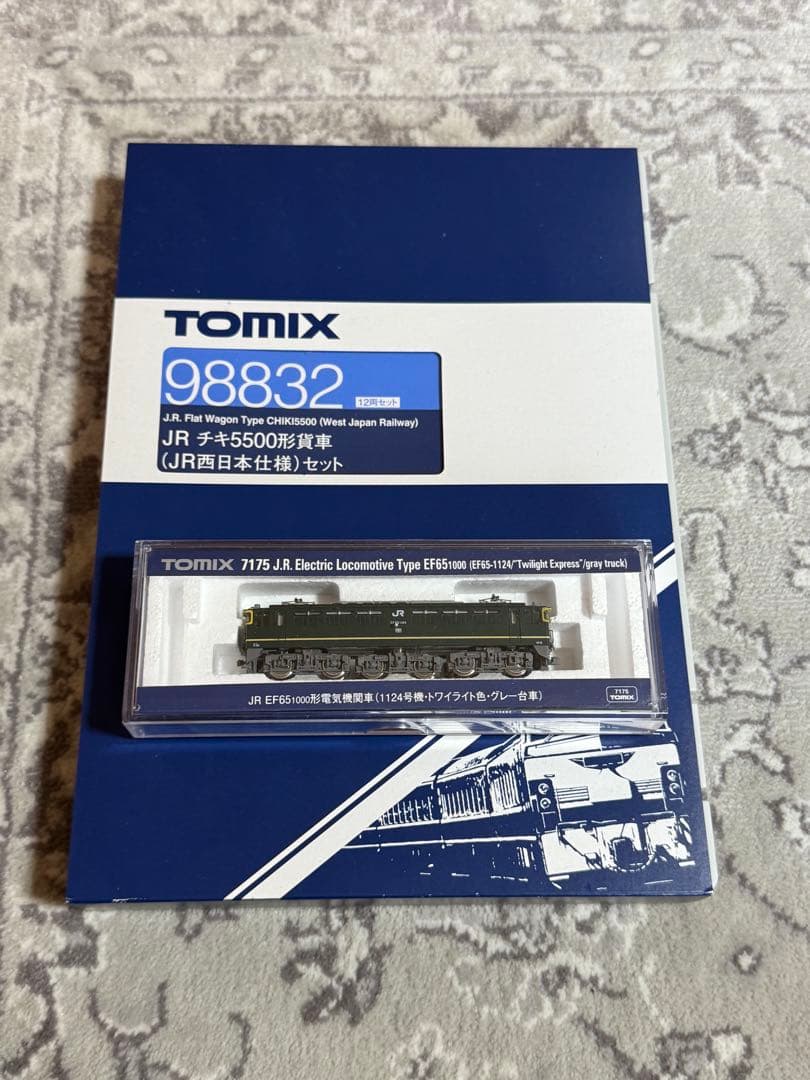 TOMIX
98832 12両セット
J.R. Flat Wagon Type CHIKI5500 (West Japan Railway)
JR チキ5500形貨車
(JR西日本仕様)セット
TOMIX 7175 J.R. Electric Locomotive Type EF651000 (EF65-1124/"Twilight Express"/gray truck)
JR
JR EF651000形電気機関車(1124号機・トワイライト色・グレー台車)
7175
TOMIX